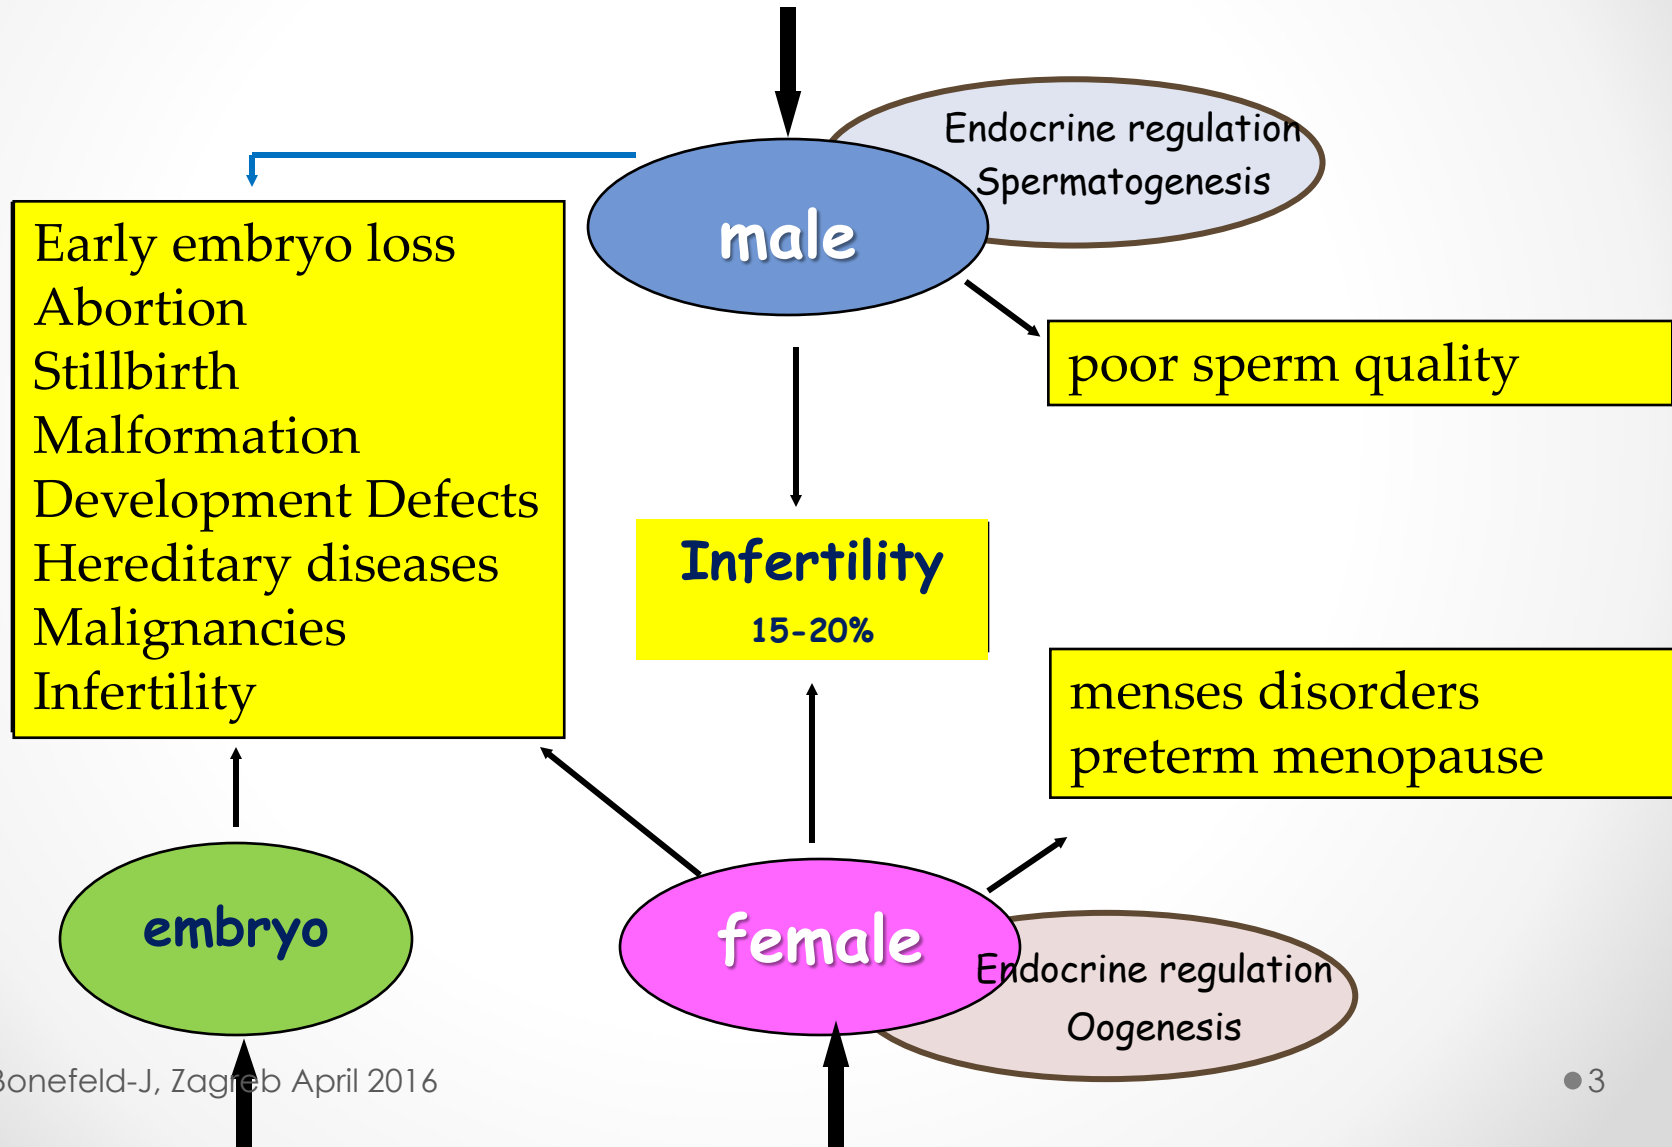 Endocrine regulation
Spermatogenesis
male
Early embryo loss
Abortion
Stillbirth
Malformation
Development Defects
Hereditary diseases
Malignancies
Infertility
poor sperm quality
Infertility
15-20%
menses disorders
preterm menopause
embryo
female
Endocrine regulation
Oogenesis
Bonefeld-J, Zagreb April 2016
3